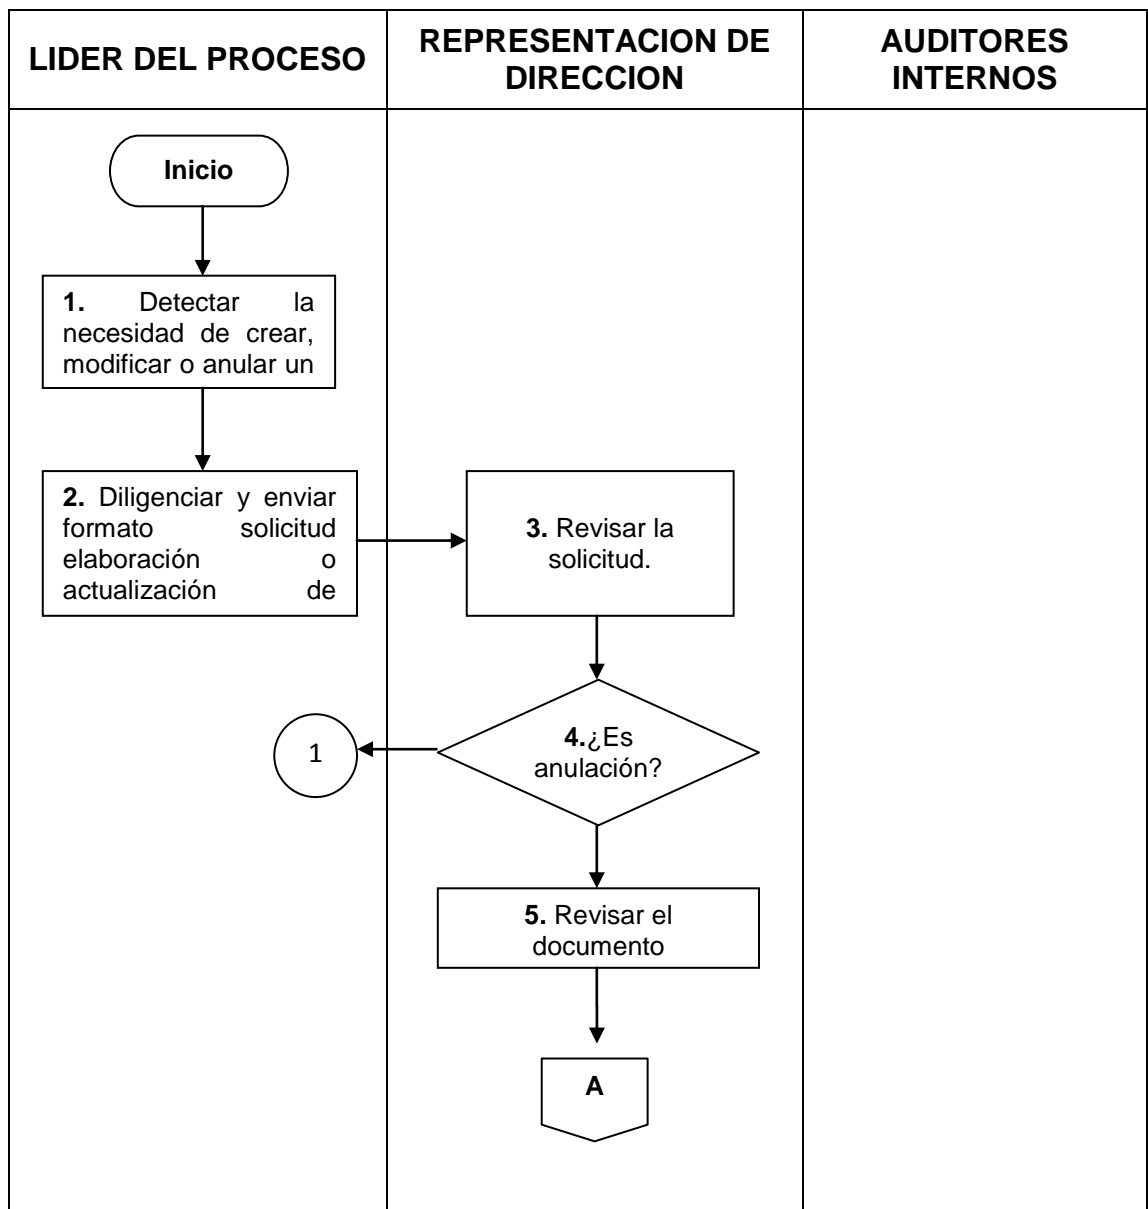 LIDER DEL PROCESO
REPRESENTACION DE
DIRECCION
AUDITORES
INTERNOS
Inicio
1. Detectar la
necesidad de crear,
modificar o anular un
2. Diligenciar y enviar
formato solicitud
elaboración o
actualización de
3. Revisar la
solicitud.
4.¿Es
anulación?
1
5. Revisar el
documento
A